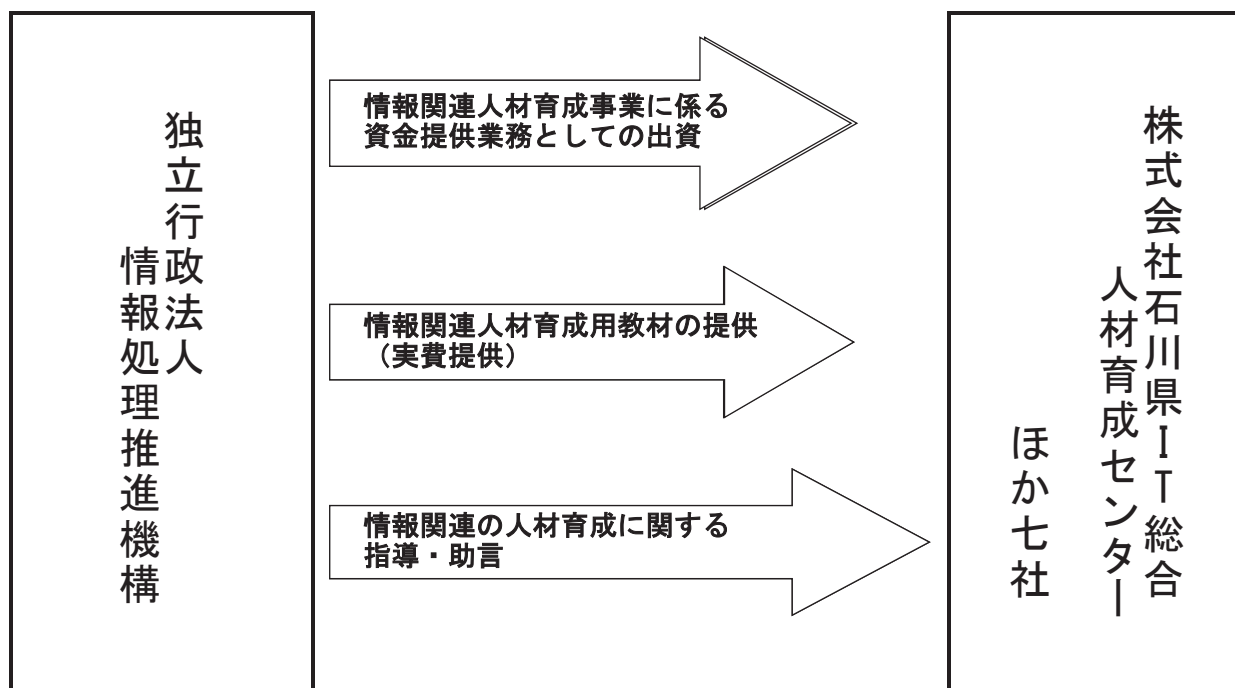 独立行政法人
情報処理推進機構
情報関連人材育成事業に係る
資金提供業務としての出資
情報関連人材育成用教材の提供
（実費提供）
情報関連の人材育成に関する
指導・助言
株式会社石川県ＩＴ総合
人材育成センター
ほか七社